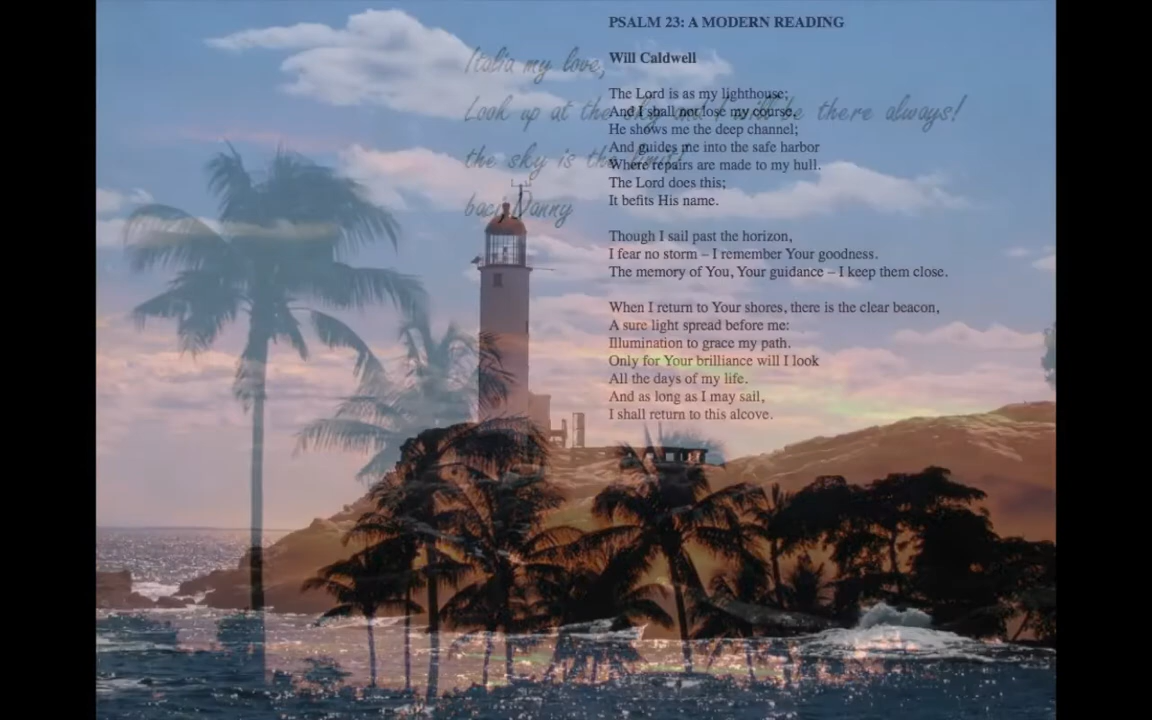 PSALM 23: A MODERN READING
Will Caldwell
The Lord is as my lighthouse;
And I shall not lose my course,
He shows me the deep channel;
And guides me into the safe harbor
Where repairs are made to my hull.
The Lord does this;
It befits His name.
Though I sail past the horizon,
I fear no storm – I remember Your goodness.
The memory of You, Your guidance – I keep them close.
When I return to Your shores, there is the clear beacon,
A sure light spread before me:
Illumination to grace my path.
Only for Your brilliance will I look
All the days of my life.
And as long as I may sail,
I shall return to this alcove.
Italia my love,
Look up at the sky and I will be there always!
the sky is the limit!
baci Danny